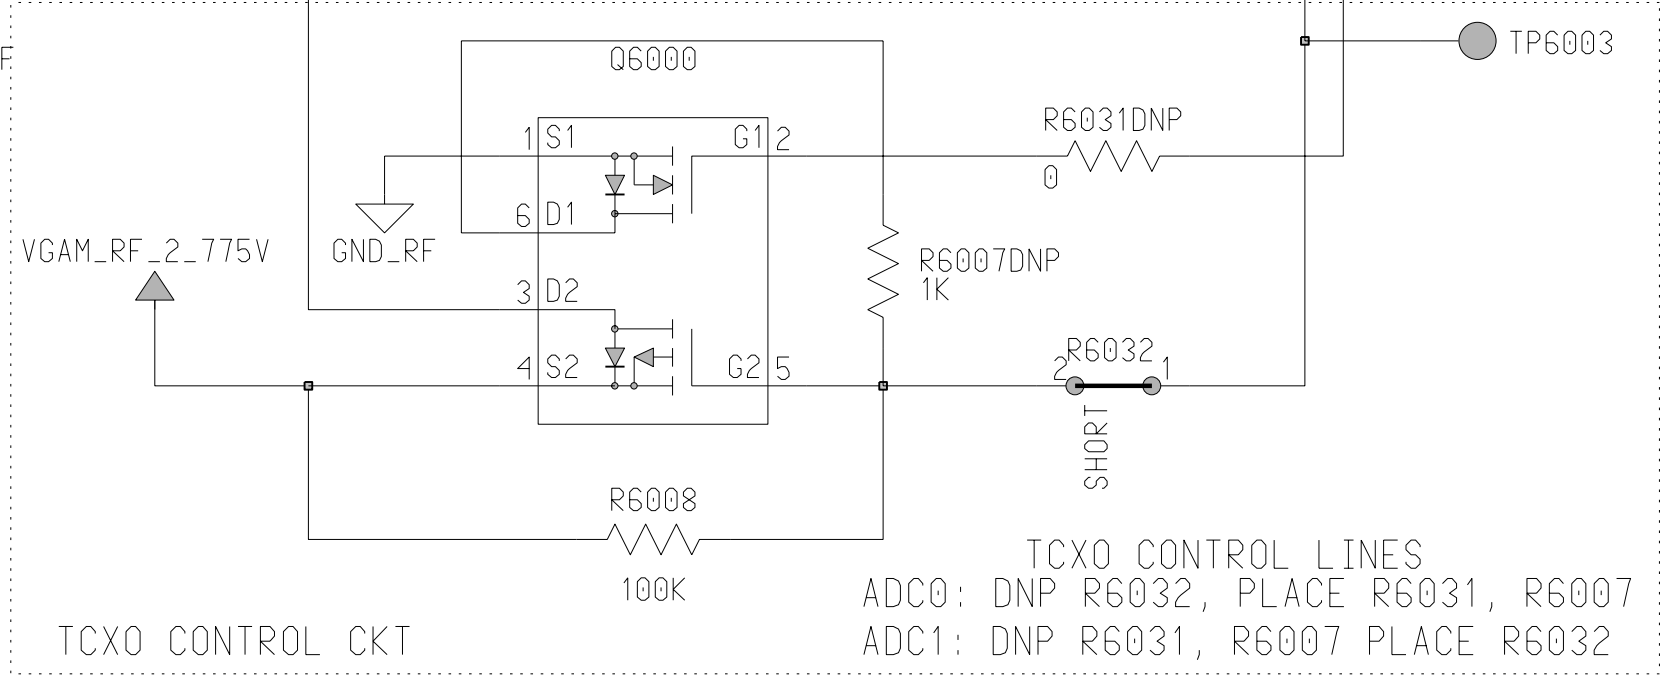 F
Q6000
TP6003
R6031DNP
0
1 S1
G1 2
6 D1
VGAM_RF_2_775V
GND_RF
R6007DNP
1K
3 D2
4 S2
G2 5
R6032
2
1
SHORT
R6008
100K
TCXO CONTROL LINES
ADC0: DNP R6032, PLACE R6031, R6007
ADC1: DNP R6031, R6007 PLACE R6032
TCXO CONTROL CKT